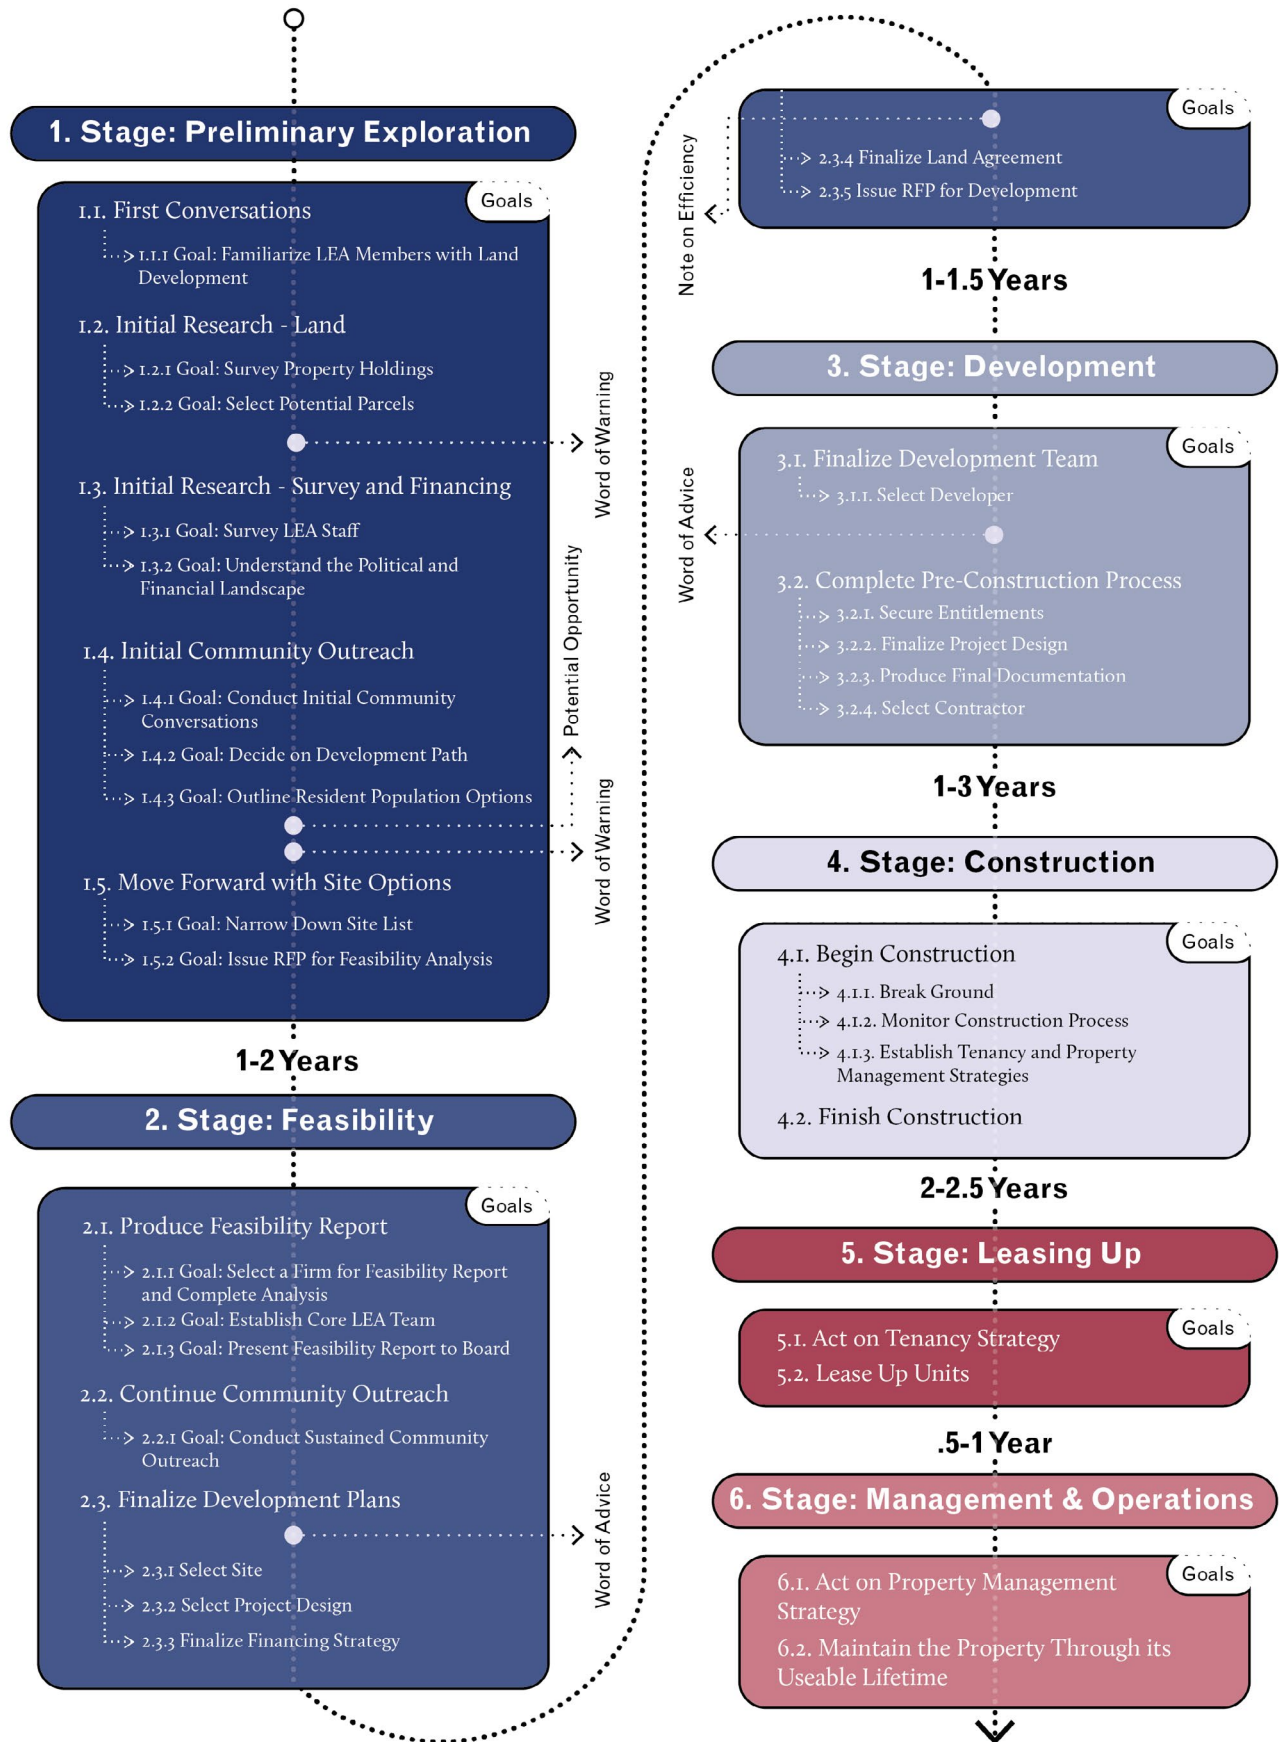 1. Stage: Preliminary Exploration
Goals
1.1. First Conversations
1.1.1 Goal: Familiarize LEA Members with Land
Development
1.2. Initial Research - Land
1.2.1 Goal: Survey Property Holdings
1.2.2 Goal: Select Potential Parcels
Word of Warning
1.3. Initial Research - Survey and Financing
1.3.1 Goal: Survey LEA Staff
1.3.2 Goal: Understand the Political and
Financial Landscape
1.4. Initial Community Outreach
1.4.1 Goal: Conduct Initial Community
Conversations
1.4.2 Goal: Decide on Development Path
1.4.3 Goal: Outline Resident Population Options
Potential Opportunity
Word of Warning
1.5. Move Forward with Site Options
1.5.1 Goal: Narrow Down Site List
1.5.2 Goal: Issue RFP for Feasibility Analysis
1-2 Years
2. Stage: Feasibility
Goals
2.1. Produce Feasibility Report
2.1.1 Goal: Select a Firm for Feasibility Report
and Complete Analysis
2.1.2 Goal: Establish Core LEA Team
2.1.3 Goal: Present Feasibility Report to Board
2.2. Continue Community Outreach
2.2.1 Goal: Conduct Sustained Community
Outreach
2.3. Finalize Development Plans
Word of Advice
2.3.1 Select Site
2.3.2 Select Project Design
2.3.3 Finalize Financing Strategy
Goals
Note on Efficiency
2.3.4 Finalize Land Agreement
2.3.5 Issue RFP for Development
1-1.5 Years
3. Stage: Development
Goals
3.1. Finalize Development Team
3.1.1. Select Developer
Word of Advice
3.2. Complete Pre-Construction Process
3.2.1. Secure Entitlements
3.2.2. Finalize Project Design
3.2.3. Produce Final Documentation
3.2.4. Select Contractor
1-3 Years
4. Stage: Construction
Goals
4.1. Begin Construction
4.1.1. Break Ground
4.1.2. Monitor Construction Process
4.1.3. Establish Tenancy and Property
Management Strategies
4.2. Finish Construction
2-2.5 Years
5. Stage: Leasing Up
Goals
5.1. Act on Tenancy Strategy
5.2. Lease Up Units
.5-1 Year
6. Stage: Management & Operations
Goals
6.1. Act on Property Management
Strategy
6.2. Maintain the Property Through its
Useable Lifetime